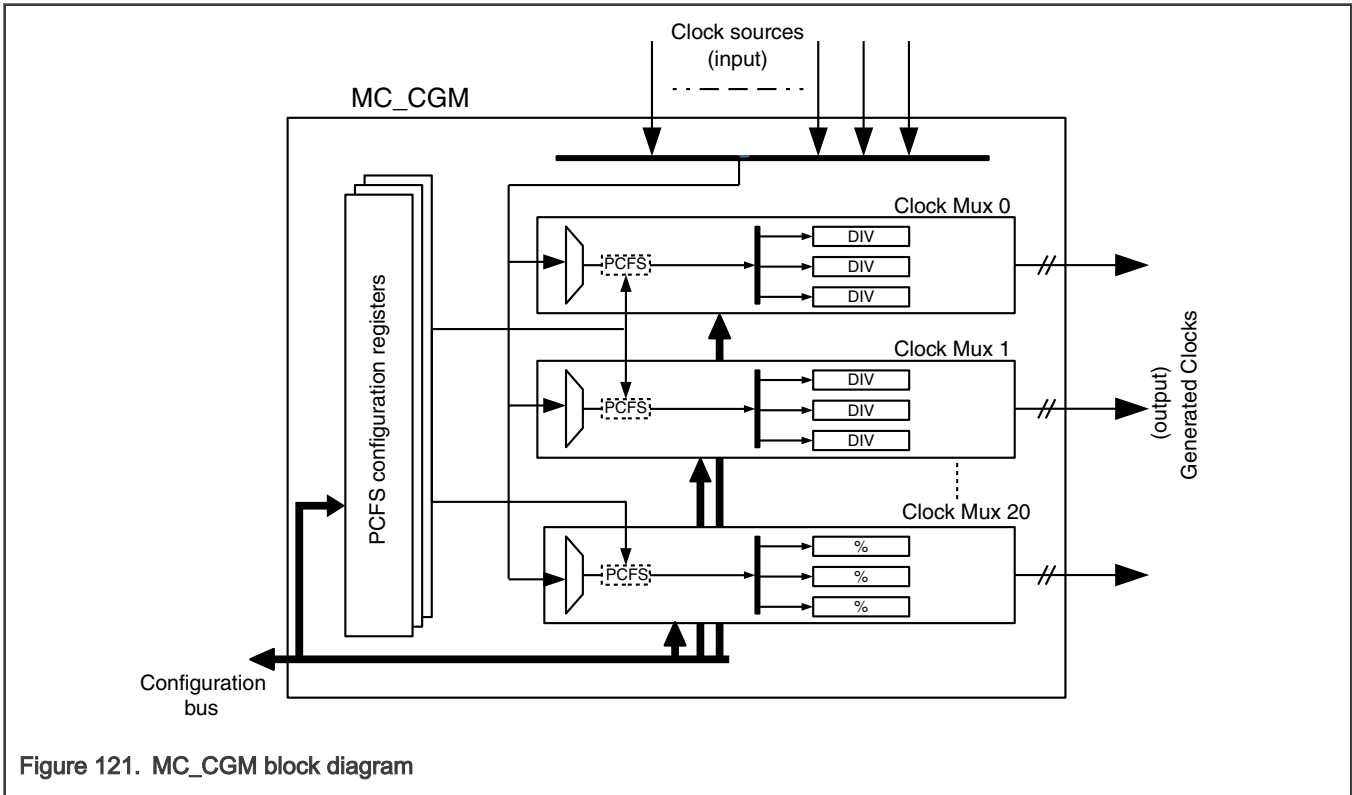 Clock sources
(input)
MC_CGM
Clock Mux 0
PCFS
DIV
DIV
DIV
Clock Mux 1
PCFS
DIV
DIV
DIV
Clock Mux 20
PCFS
%
%
%
PCFS configuration registers
(output)
Generated Clocks
Configuration
bus
Figure 121. MC_CGM block diagram